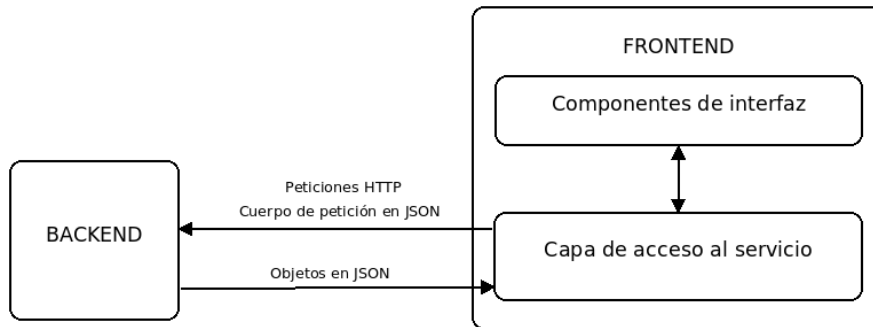 FRONTEND
Componentes de interfaz
Peticiones HTTP
Cuerpo de petición en JSON
BACKEND
Capa de acceso al servicio
Objetos en JSON